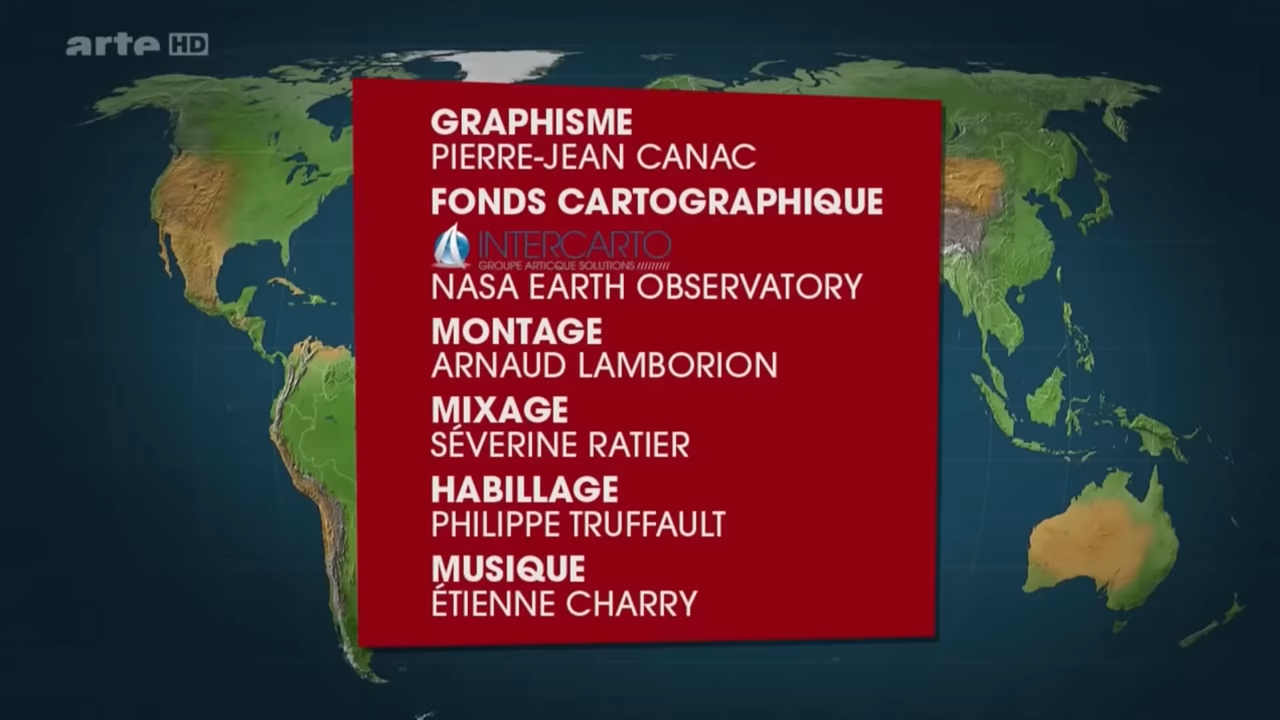 arte HD
GRAPHISME
PIERRE-JEAN CANAC
FONDS CARTOGRAPHIQUE
INTERCARTO
GROUPE ARTICQUE SOLUTIONS /////////
NASA EARTH OBSERVATORY
MONTAGE
ARNAUD LAMBORION
MIXAGE
SÉVERINE RATIER
HABILLAGE
PHILIPPE TRUFFAULT
MUSIQUE
ÉTIENNE CHARRY